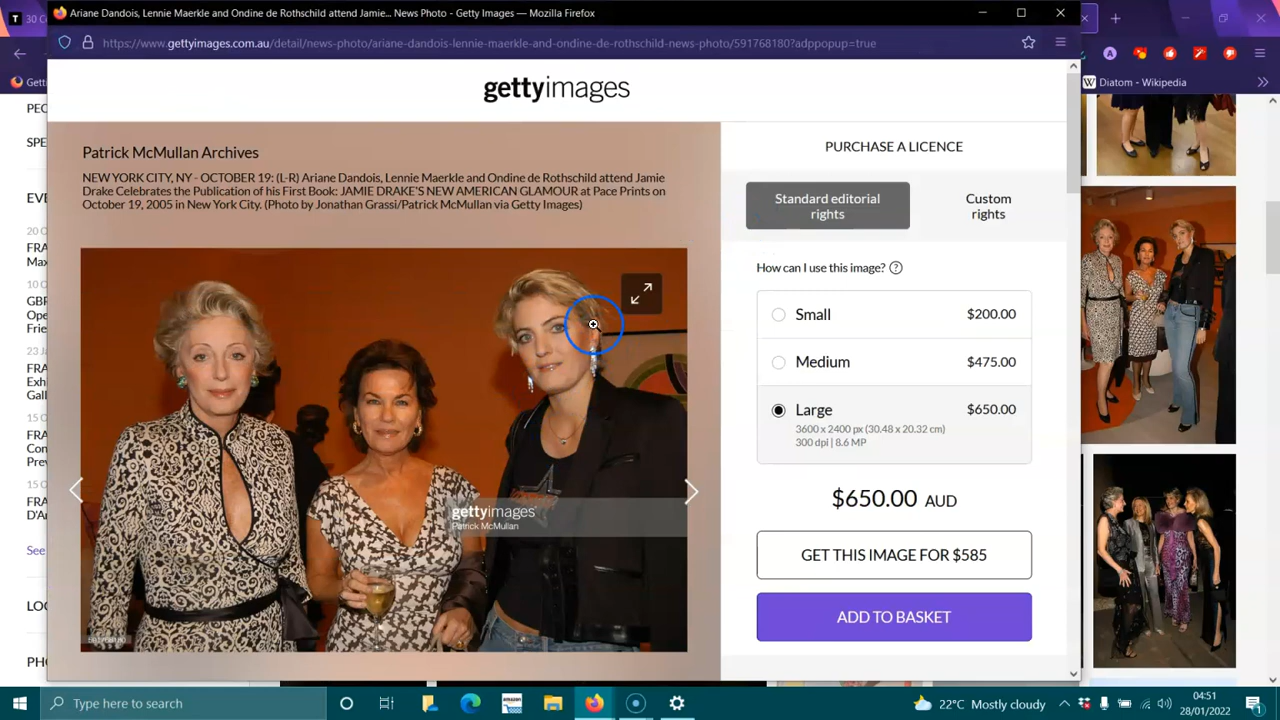 Ariane Dandois, Lennie Maerkle and Ondine de Rothschild attend Jamie... News Photo - Getty Images — Mozilla Firefox
https://www.gettyimages.com.au/detail/news-photo/ariane-dandois-lennie-maerkle-and-ondine-de-rothschild-news-photo/591768180?adppopup=true
Diatom - Wikipedia
gettyimages
Patrick McMullan Archives
NEW YORK CITY, NY - OCTOBER 19: (L-R) Ariane Dandois, Lennie Maerkle and Ondine de Rothschild attend Jamie
Drake Celebrates the Publication of his First Book: JAMIE DRAKE'S NEW AMERICAN GLAMOUR at Pace Prints on
October 19, 2005 in New York City. (Photo by Jonathan Grassi/Patrick McMullan via Getty Images)
PURCHASE A LICENCE
Standard editorial
rights
Custom
rights
How can I use this image? ?
Small $200.00
Medium $475.00
Large $650.00
3600 x 2400 px (30.48 x 20.32 cm)
300 dpi | 8.6 MP
$650.00 AUD
GET THIS IMAGE FOR $585
ADD TO BASKET
gettyimages
Patrick McMullan
591768180
See
Type here to search
amazon
22°C Mostly cloudy
04:51
28/01/2022